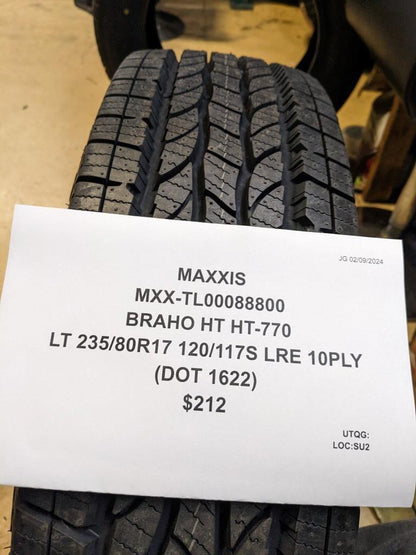 JG 02/09/2024
MAXXIS
MXX-TL00088800
BRAHO HT HT-770
LT 235/80R17 120/117S LRE 10PLY
(DOT 1622)
$212
UTQG:
LOC:SU2